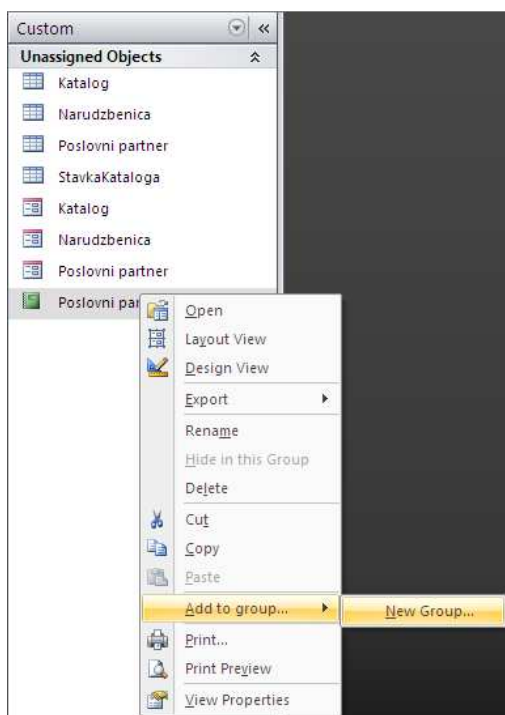 Custom
Unassigned Objects
Katalog
Narudzbenica
Poslovni partner
StavkaKataloga
Katalog
Narudzbenica
Poslovni partner
Poslovni par
Open
Layout View
Design View
Export
Rename
Hide in this Group
Delete
Cut
Copy
Paste
Add to group...
New Group...
Print...
Print Preview
View Properties